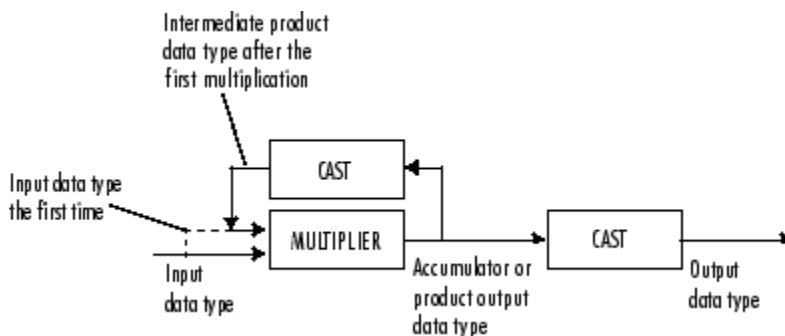 Intermediate product
data type after the
first multiplication
CAST
Input data type
the first time
MULTIPLIER
CAST
Input
data type
Accumulator or
product output
data type
Output
data type